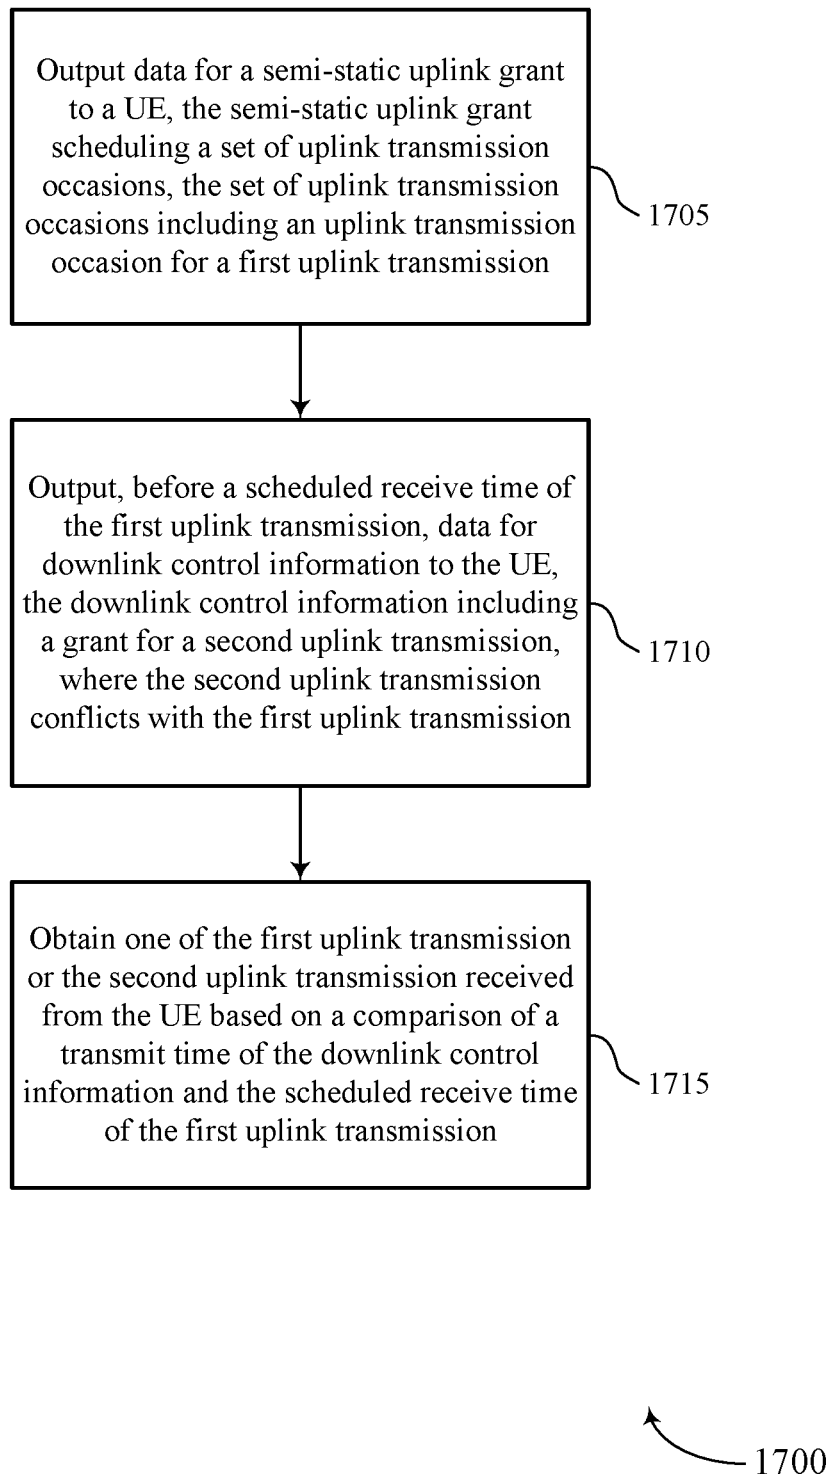 Output data for a semi-static uplink grant
to a UE, the semi-static uplink grant
scheduling a set of uplink transmission
occasions, the set of uplink transmission
occasions including an uplink transmission
occasion for a first uplink transmission
1705
Output, before a scheduled receive time of
the first uplink transmission, data for
downlink control information to the UE,
the downlink control information including
a grant for a second uplink transmission,
where the second uplink transmission
conflicts with the first uplink transmission
1710
Obtain one of the first uplink transmission
or the second uplink transmission received
from the UE based on a comparison of a
transmit time of the downlink control
information and the scheduled receive time
of the first uplink transmission
1715
1700